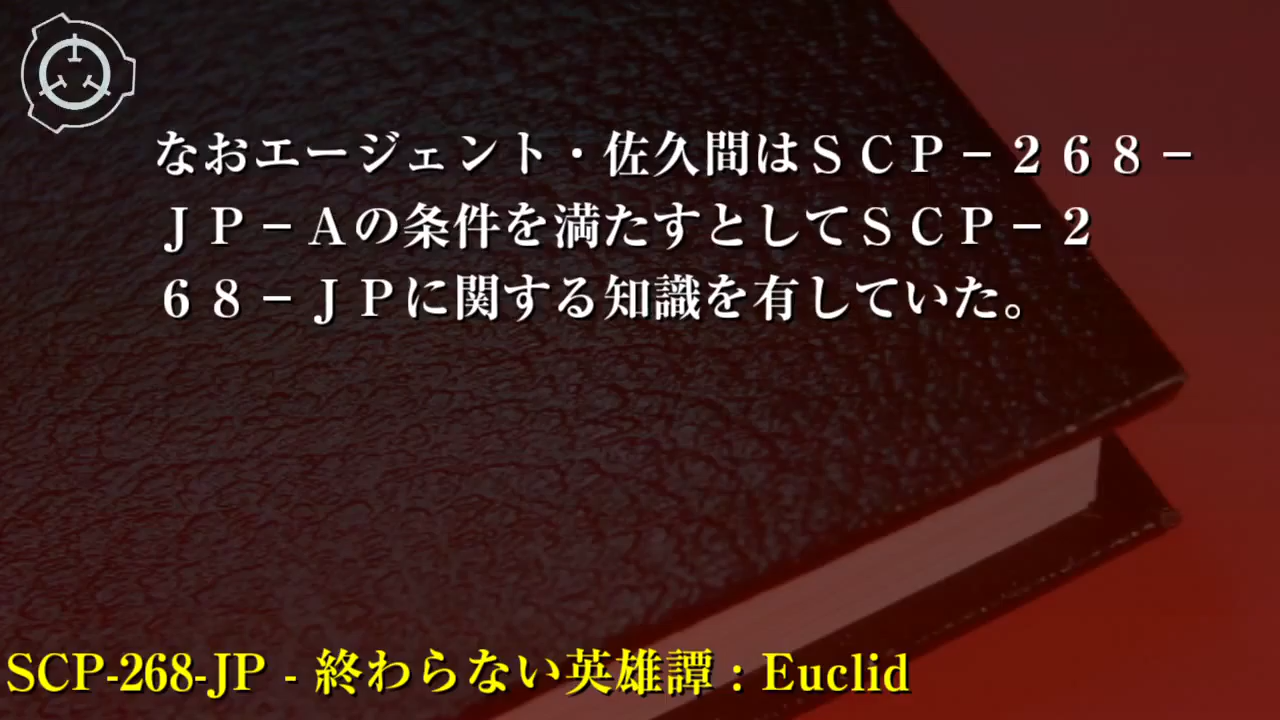 なおエージェント・佐久間はＳＣＰ－２６８－
ＪＰ－Ａの条件を満たすとしてＳＣＰ－２
６８－ＪＰに関する知識を有していた。
SCP-268-JP - 終わらない英雄譚：Euclid